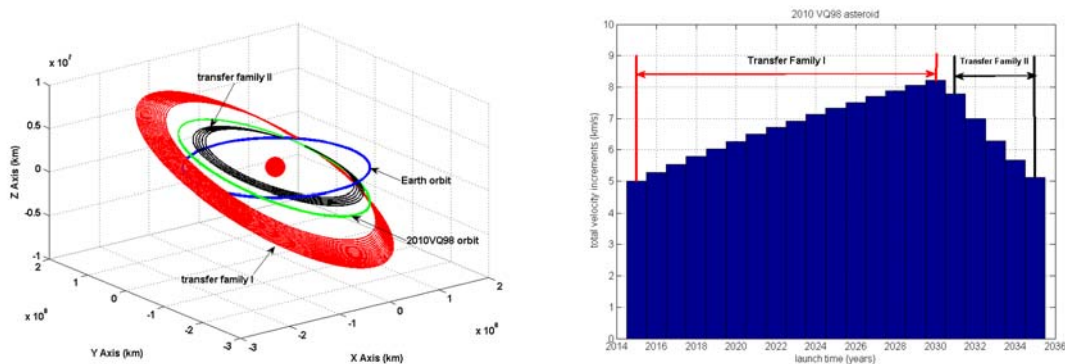 x 10⁷
1
0.5
0
-0.5
-1
Z Axis (km)
transfer family II
Earth orbit
2010VQ98 orbit
transfer family I
2
1
0
-1
-2
-3
x 10⁸
Y Axis (km)
-3
-2
-1
0
1
2
x 10⁸
X Axis (km)
2010 VQ98 asteroid
10
9
8
7
6
5
4
3
2
1
0
total velocity increments (km/s)
Transfer Family I
Transfer Family II
2014 2016 2018 2020 2022 2024 2026 2028 2030 2032 2034 2036
launch time (years)